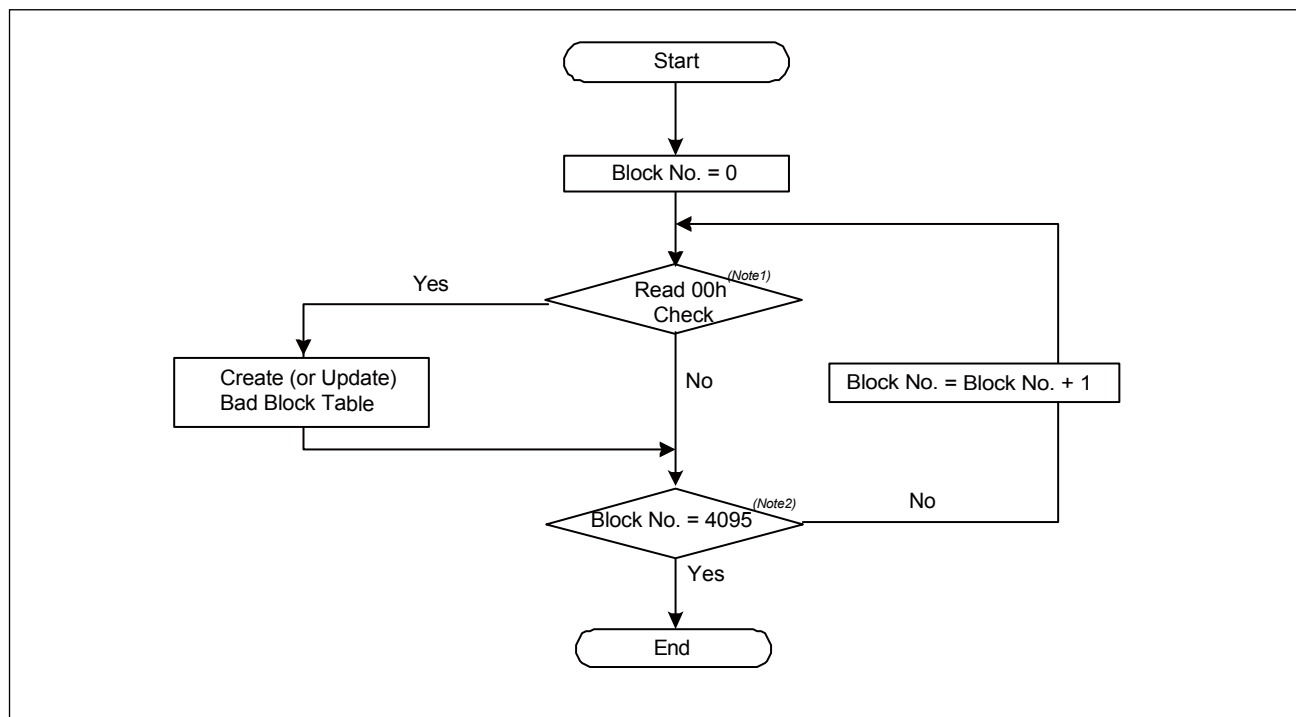 Start
Block No. = 0
(Note1)
Yes
Read 00h
Check
Create (or Update)
Bad Block Table
No
Block No. = Block No. + 1
(Note2)
Block No. = 4095
No
Yes
End